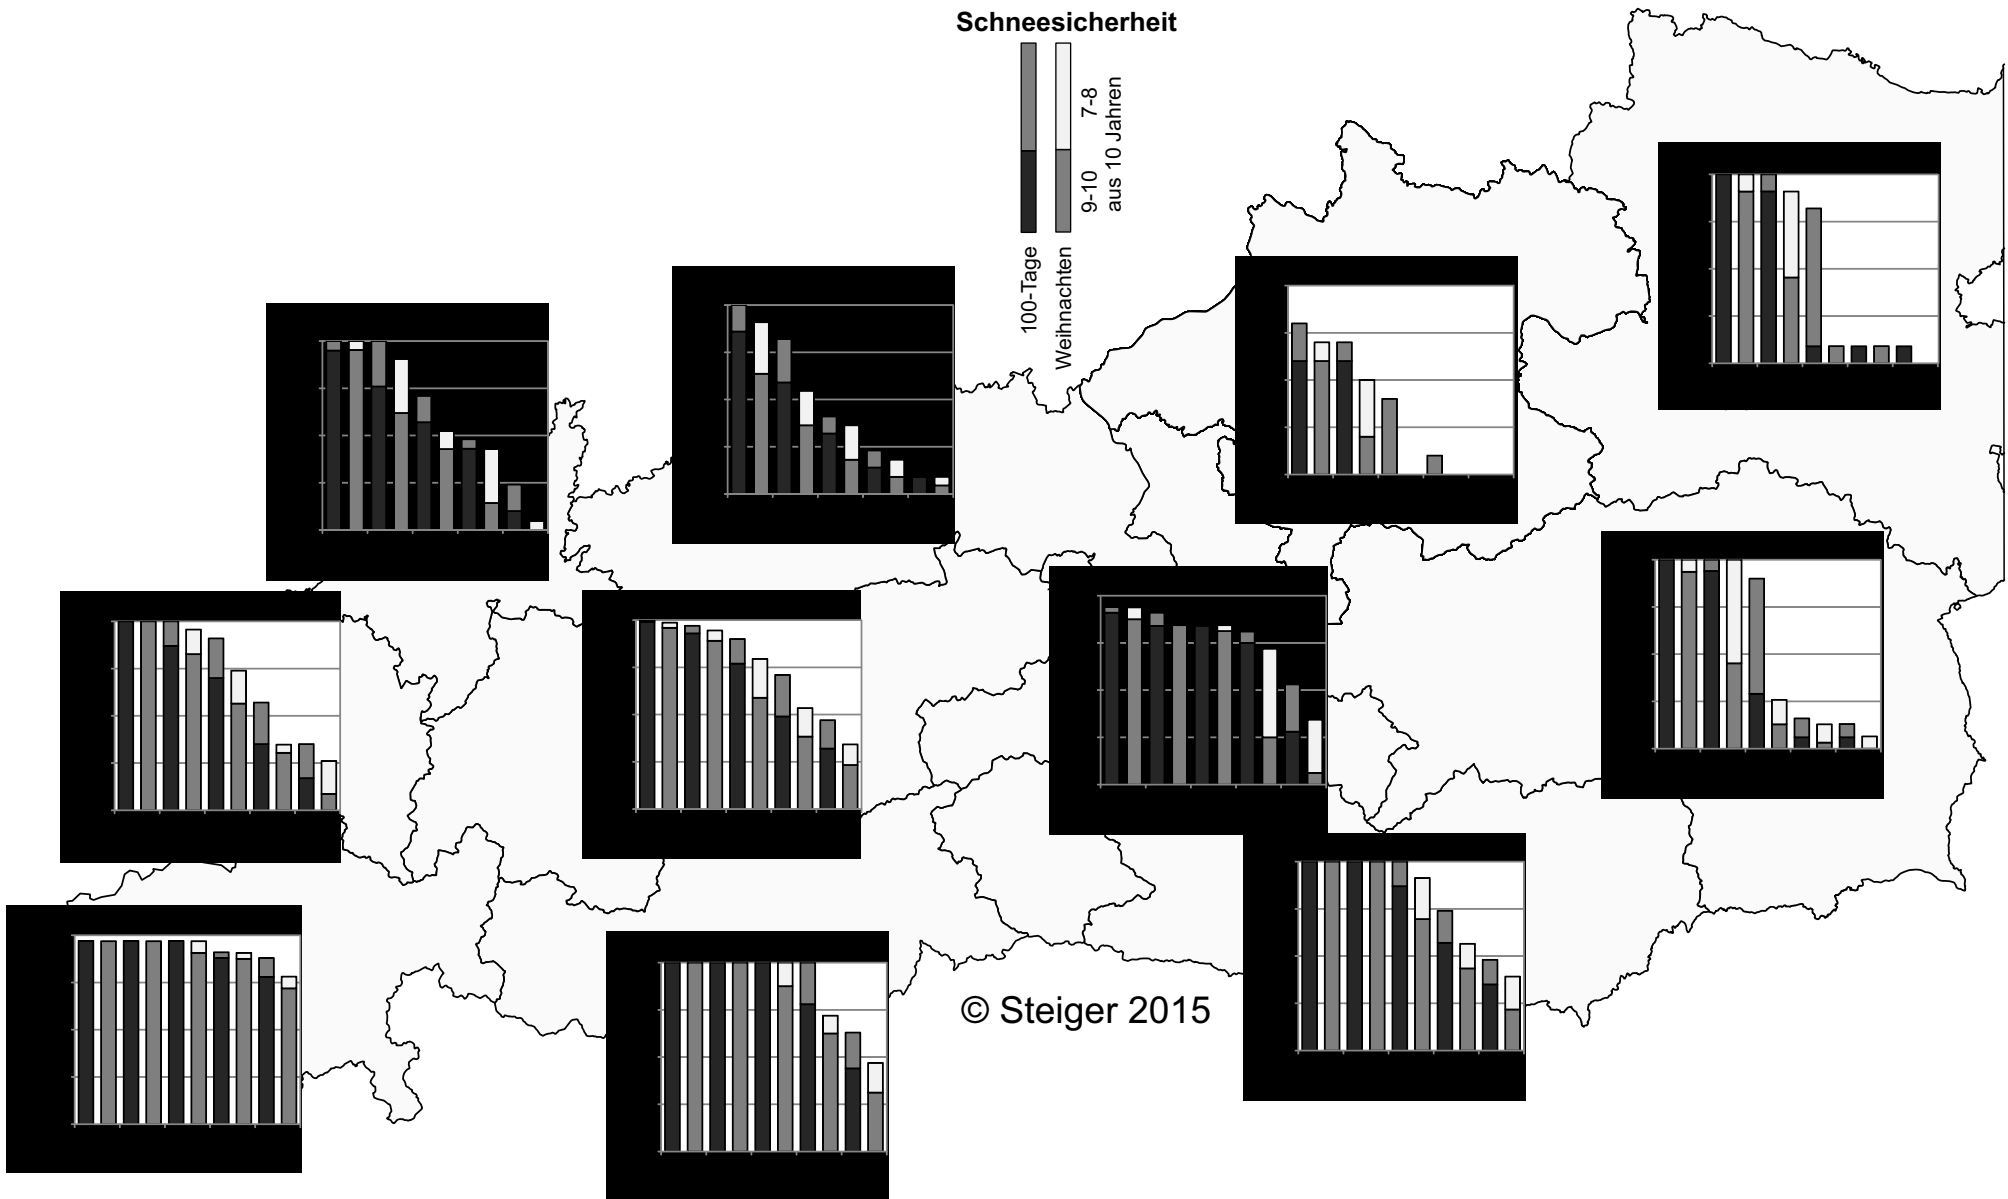 Schneesicherheit
7-8
9-10
aus 10 Jahren
100-Tage
Weihnachten
© Steiger 2015